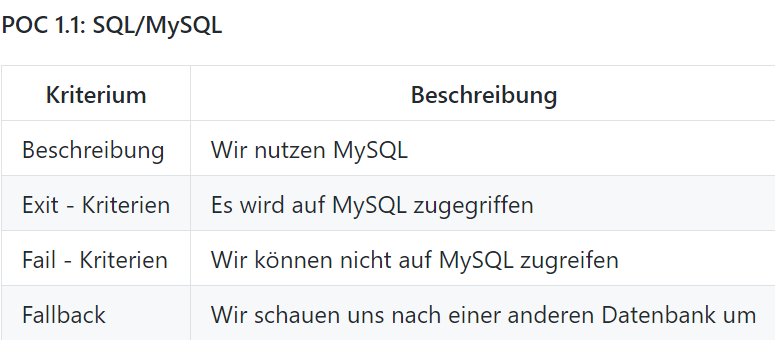 POC 1.1: SQL/MySQL
Kriterium Beschreibung
Beschreibung Wir nutzen MySQL
Exit - Kriterien Es wird auf MySQL zugegriffen
Fail - Kriterien Wir können nicht auf MySQL zugreifen
Fallback Wir schauen uns nach einer anderen Datenbank um